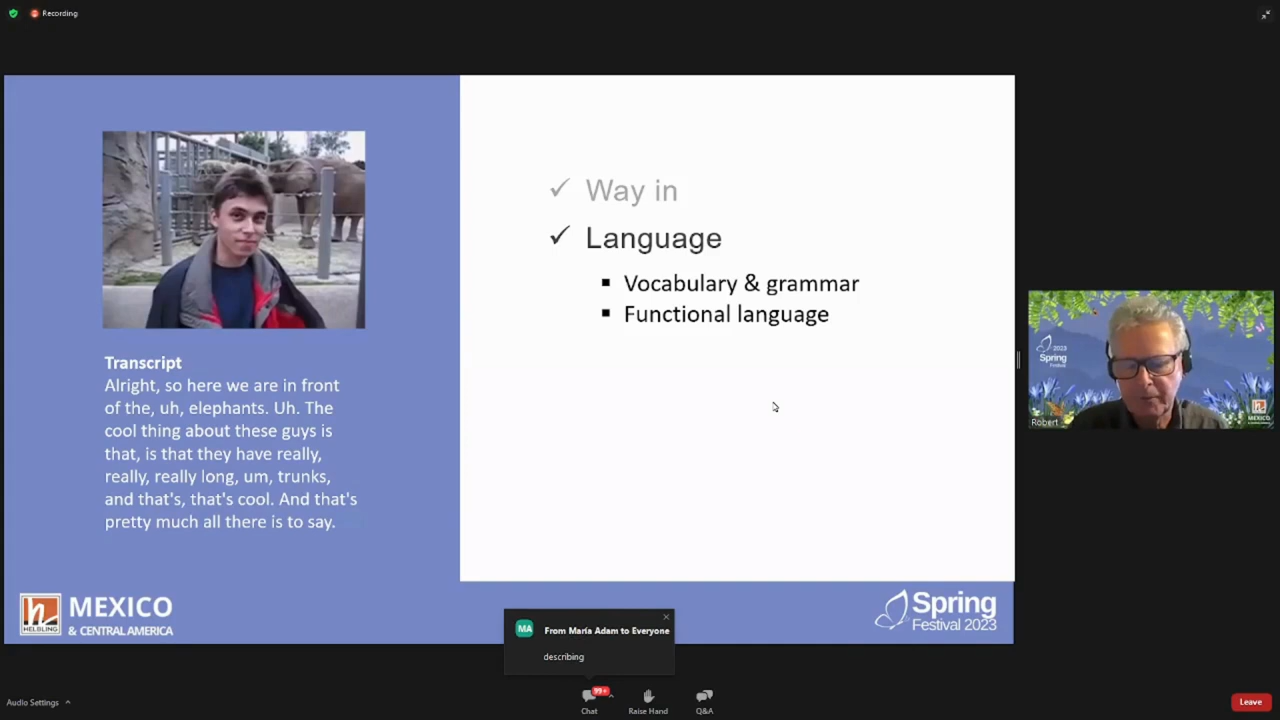 Recording
Way in
Language
Vocabulary & grammar
Functional language
Transcript
Alright, so here we are in front
of the, uh, elephants. Uh. The
cool thing about these guys is
that, is that they have really,
really, really long, um, trunks,
and that's, that's cool. And that's
pretty much all there is to say.
h
HELBLING
MEXICO
& CENTRAL AMERICA
Spring
Festival 2023
2023
Spring
Festival
MEXICO
Robert
MA
From María Adam to Everyone
describing
Audio Settings
99+
Chat
Raise Hand
Q&A
Leave